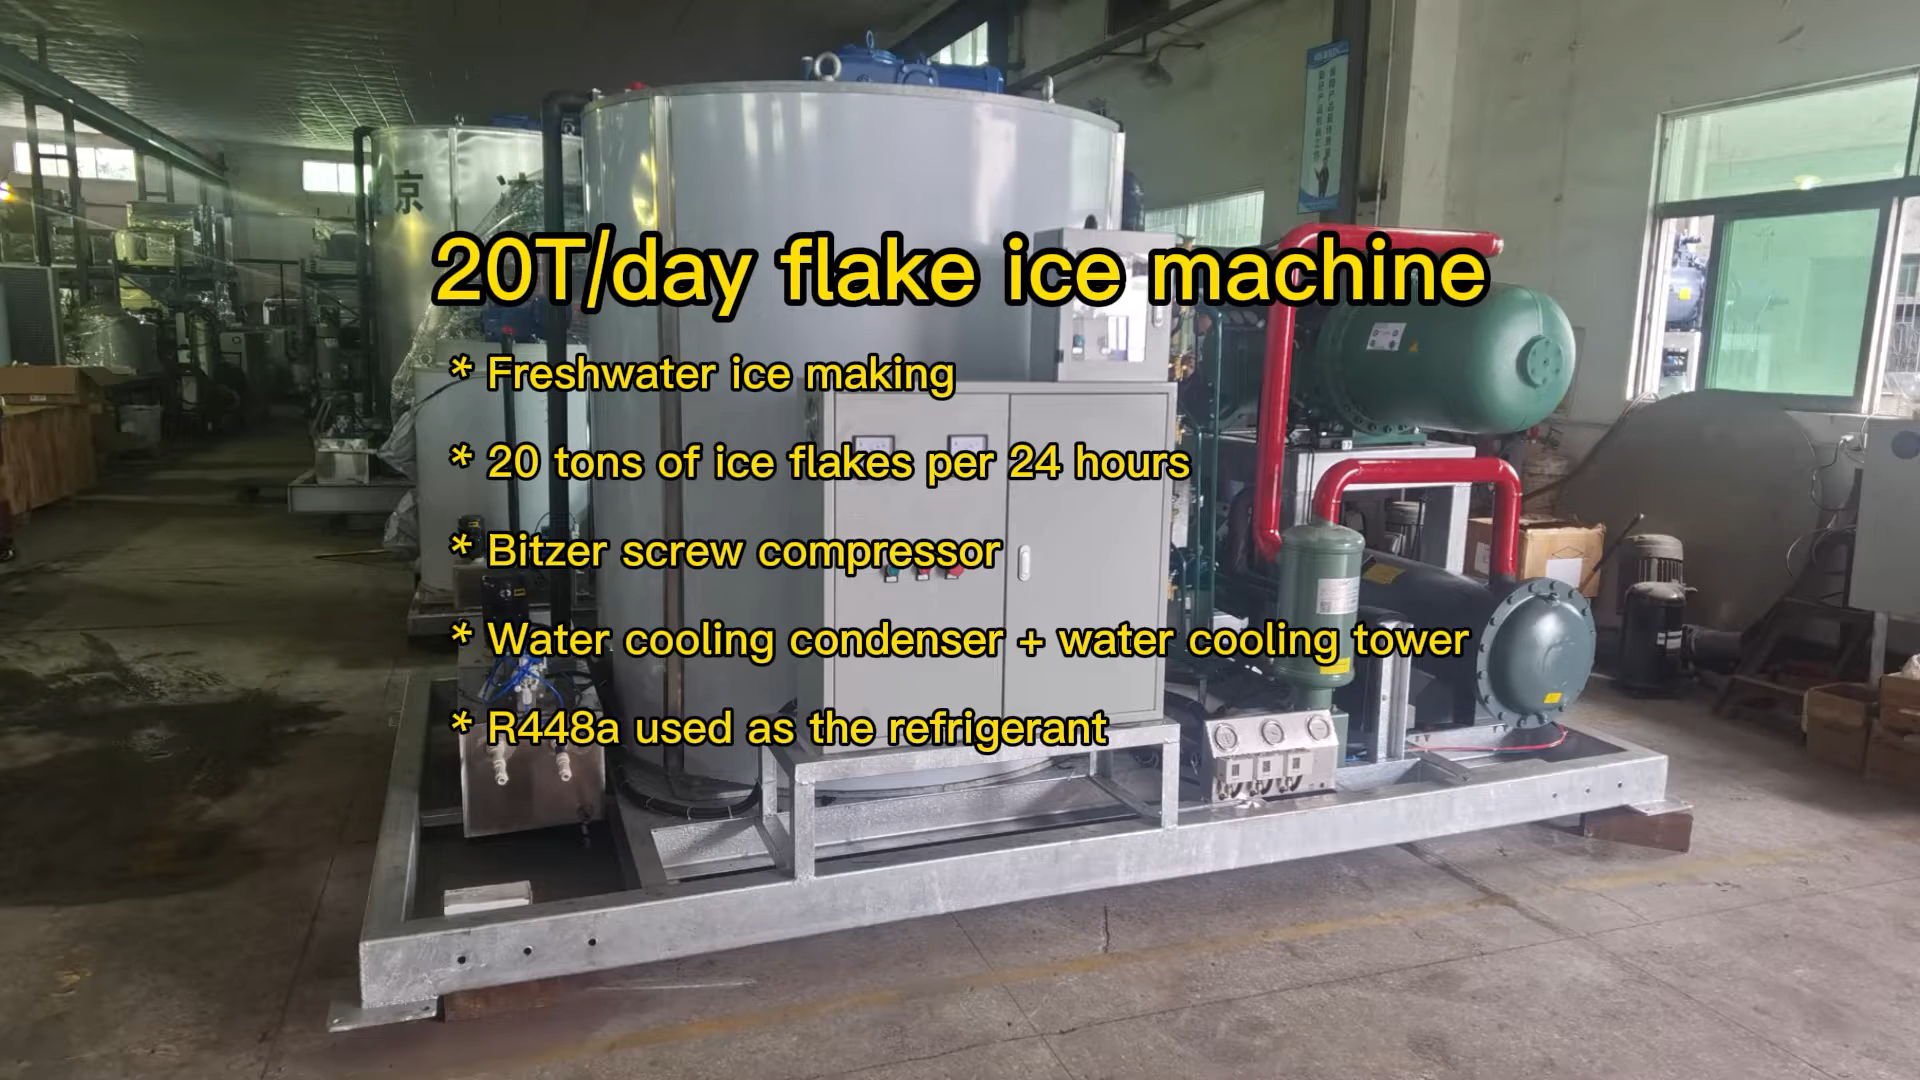 20T/day flake ice machine
* Freshwater ice making
* 20 tons of ice flakes per 24 hours
* Bitzer screw compressor
* Water cooling condenser + water cooling tower
* R448a used as the refrigerant
京